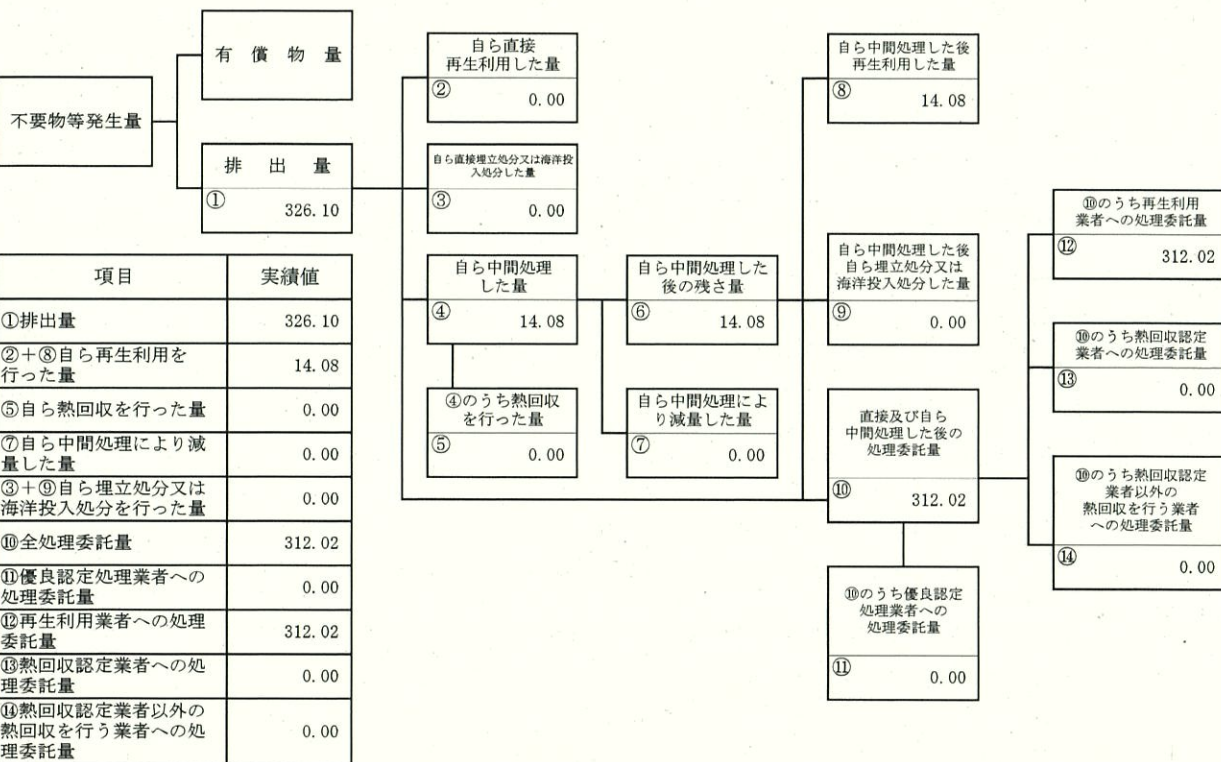 不要物等発生量
有 償 物 量
排 出 量
①
326.10
自ら直接
再生利用した量
②
0.00
自ら直接埋立処分又は海洋投
入処分した量
③
0.00
自ら中間処理
した量
④
14.08
④のうち熱回収
を行った量
⑤
0.00
自ら中間処理した
後の残さ量
⑥
14.08
自ら中間処理によ
り減量した量
⑦
0.00
自ら中間処理した後
再生利用した量
⑧
14.08
自ら中間処理した後
自ら埋立処分又は
海洋投入処分した量
⑨
0.00
直接及び自ら
中間処理した後の
処理委託量
⑩
312.02
⑩のうち優良認定
処理業者への
処理委託量
⑪
0.00
⑩のうち再生利用
業者への処理委託量
⑫
312.02
⑩のうち熱回収認定
業者への処理委託量
⑬
0.00
⑩のうち熱回収認定
業者以外の
熱回収を行う業者
への処理委託量
⑭
0.00
項目 実績値
①排出量 326.10
②+⑧自ら再生利用を
行った量 14.08
⑤自ら熱回収を行った量 0.00
⑦自ら中間処理により減
量した量 0.00
③+⑨自ら埋立処分又は
海洋投入処分を行った量 0.00
⑩全処理委託量 312.02
⑪優良認定処理業者への
処理委託量 0.00
⑫再生利用業者への処理
委託量 312.02
⑬熱回収認定業者への処
理委託量 0.00
⑭熱回収認定業者以外の
熱回収を行う業者への処
理委託量 0.00